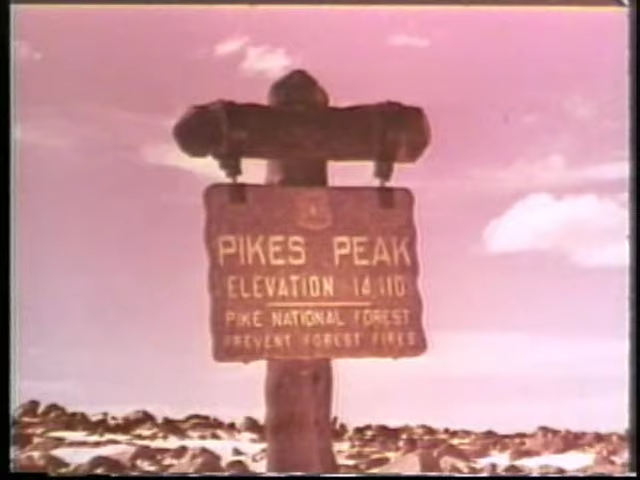 PIKES PEAK
ELEVATION 14,110
PIKE NATIONAL FOREST
PREVENT FOREST FIRES